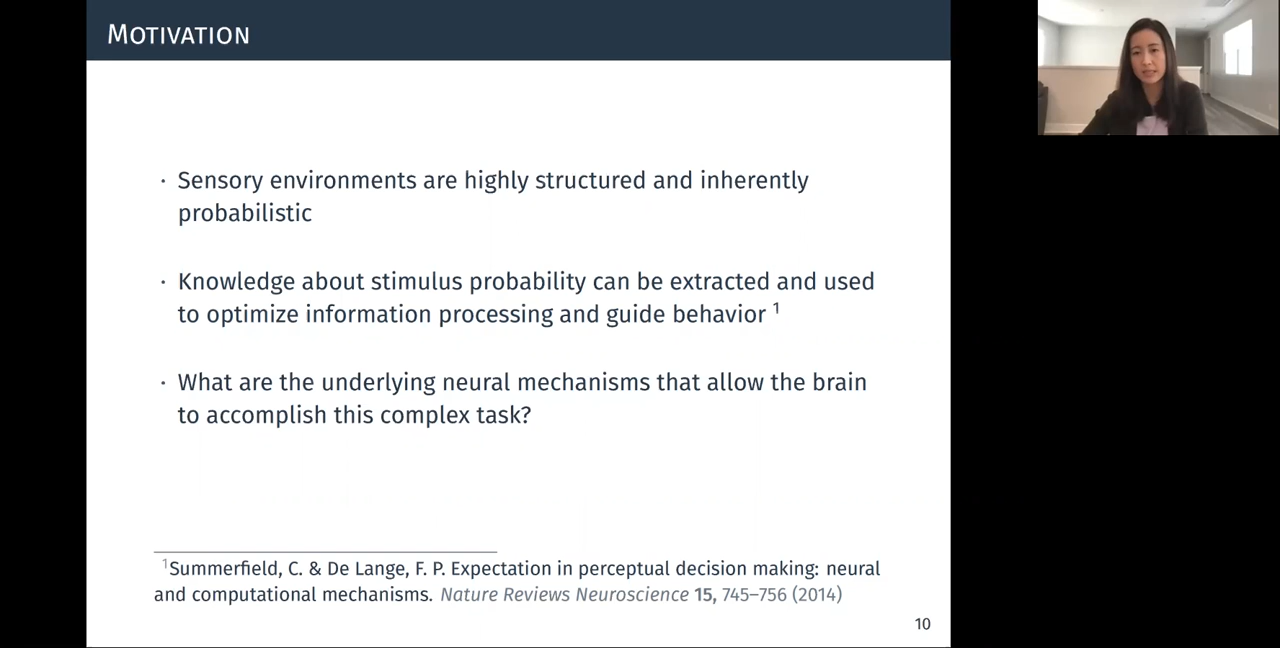 MOTIVATION
· Sensory environments are highly structured and inherently
probabilistic
· Knowledge about stimulus probability can be extracted and used
to optimize information processing and guide behavior 1
· What are the underlying neural mechanisms that allow the brain
to accomplish this complex task?
1Summerfield, C. & De Lange, F. P. Expectation in perceptual decision making: neural
and computational mechanisms. Nature Reviews Neuroscience 15, 745–756 (2014)
10